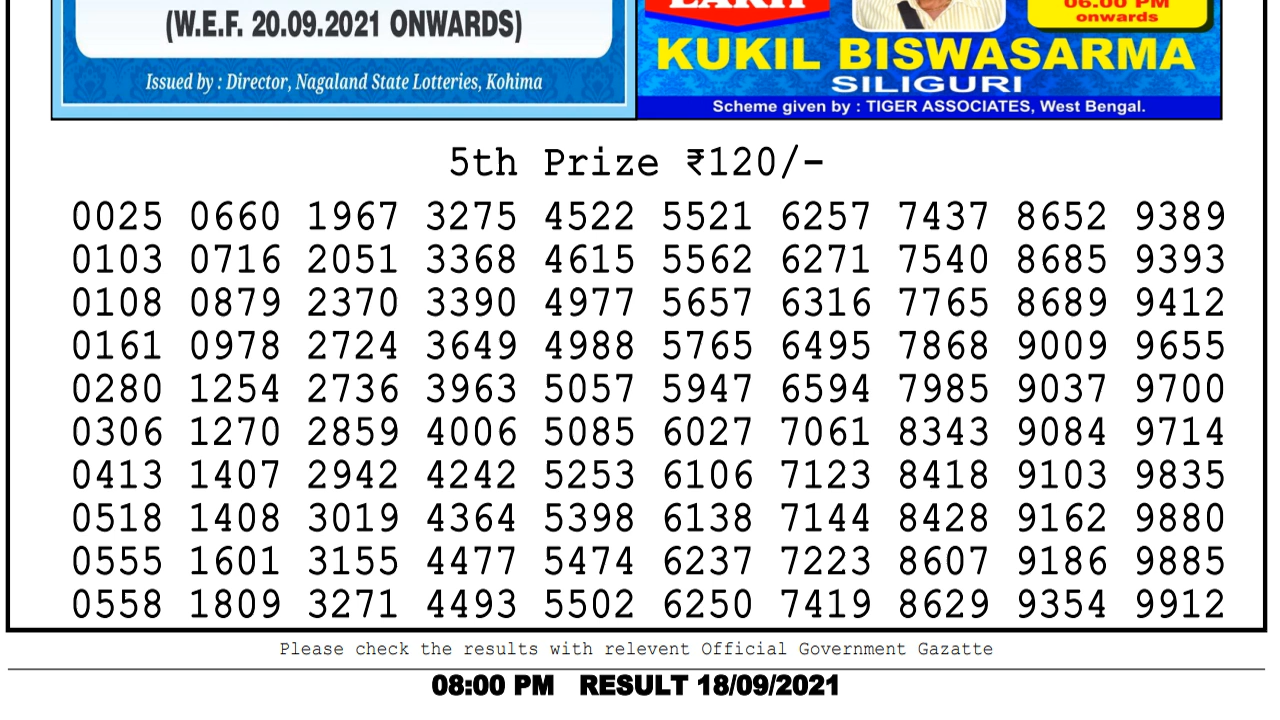 (W.E.F. 20.09.2021 ONWARDS)
Issued by : Director, Nagaland State Lotteries, Kohima
LAKH
06.00 PM
onwards
KUKIL BISWASARMA
SILIGURI
Scheme given by : TIGER ASSOCIATES, West Bengal.
5th Prize ₹120/-
0025 0660 1967 3275 4522 5521 6257 7437 8652 9389
0103 0716 2051 3368 4615 5562 6271 7540 8685 9393
0108 0879 2370 3390 4977 5657 6316 7765 8689 9412
0161 0978 2724 3649 4988 5765 6495 7868 9009 9655
0280 1254 2736 3963 5057 5947 6594 7985 9037 9700
0306 1270 2859 4006 5085 6027 7061 8343 9084 9714
0413 1407 2942 4242 5253 6106 7123 8418 9103 9835
0518 1408 3019 4364 5398 6138 7144 8428 9162 9880
0555 1601 3155 4477 5474 6237 7223 8607 9186 9885
0558 1809 3271 4493 5502 6250 7419 8629 9354 9912
Please check the results with relevent Official Government Gazatte
08:00 PM RESULT 18/09/2021